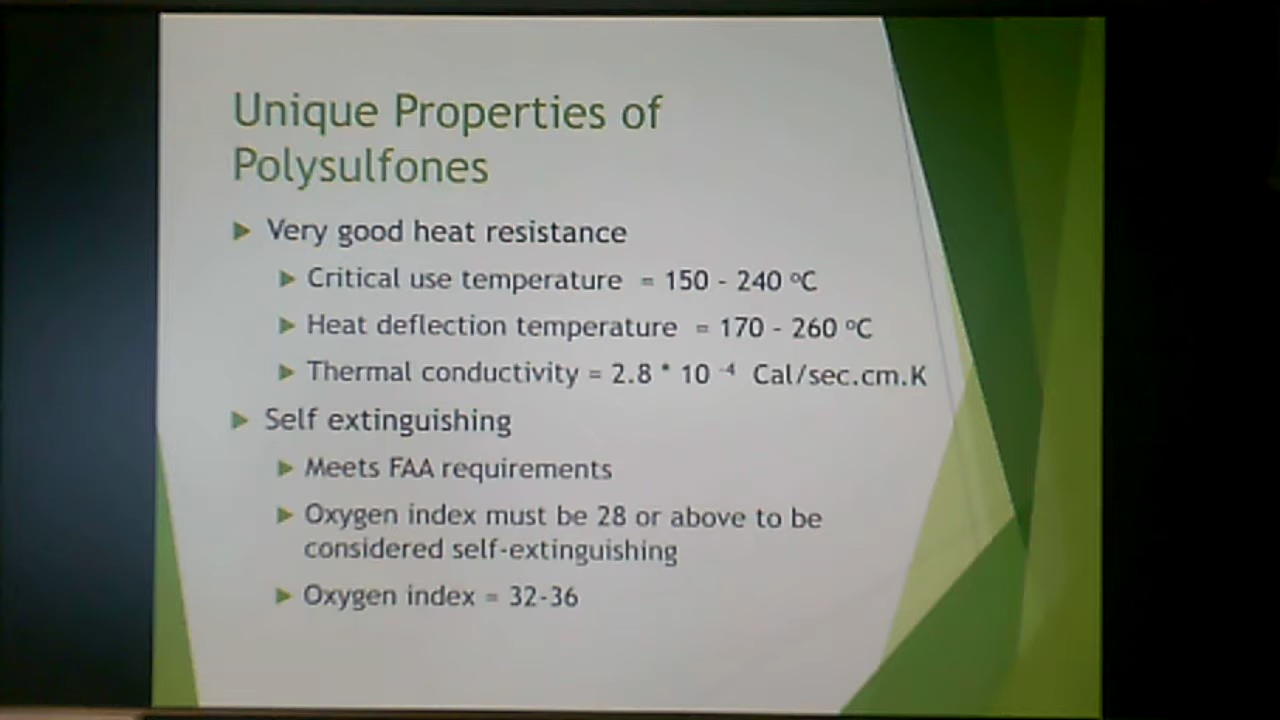 Unique Properties of
Polysulfones
Very good heat resistance
Critical use temperature = 150 - 240 ºC
Heat deflection temperature = 170 - 260 ºC
Thermal conductivity = 2.8 * 10 -4 Cal/sec.cm.K
Self extinguishing
Meets FAA requirements
Oxygen index must be 28 or above to be
considered self-extinguishing
Oxygen index = 32-36